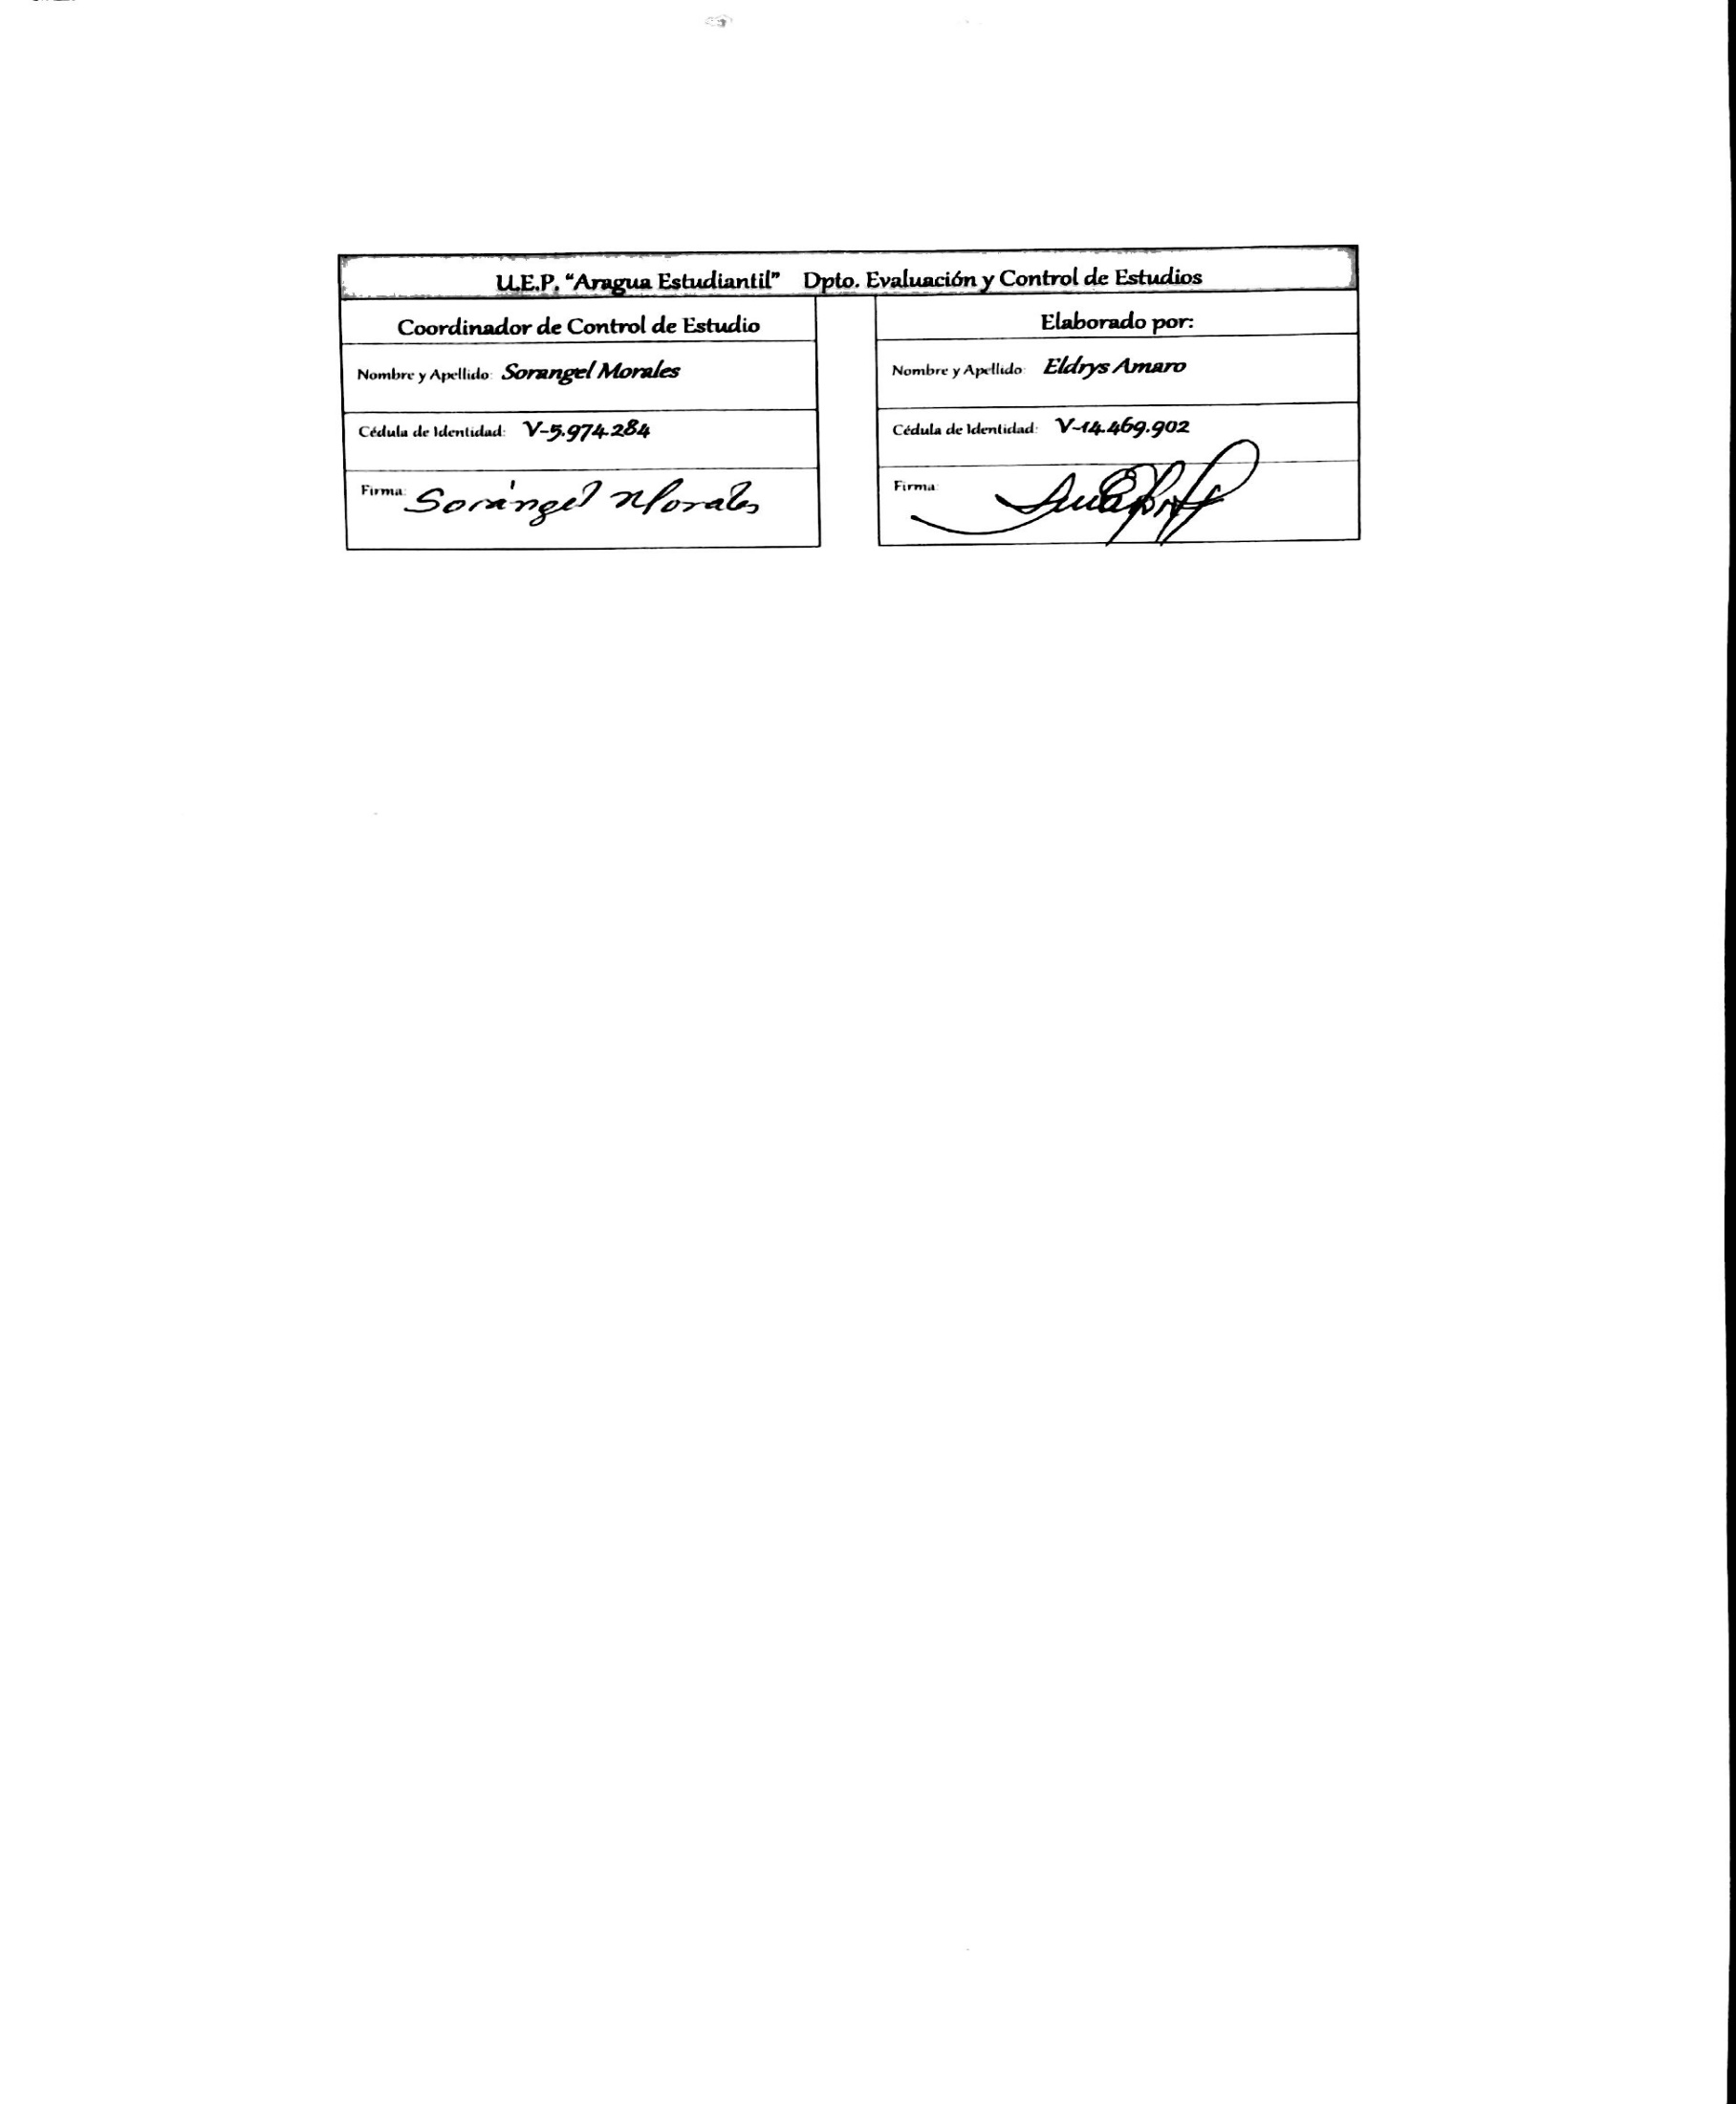 U.E.P. “Aragua Estudiantil” Dpto. Evaluación y Control de Estudios
Coordinador de Control de Estudio
Nombre y Apellido: Sorangel Morales
Cédula de Identidad: V-5.974.284
Firma: Sorángel Morales
Elaborado por:
Nombre y Apellido: Eldrys Amaro
Cédula de Identidad: V-14.469.902
Firma: